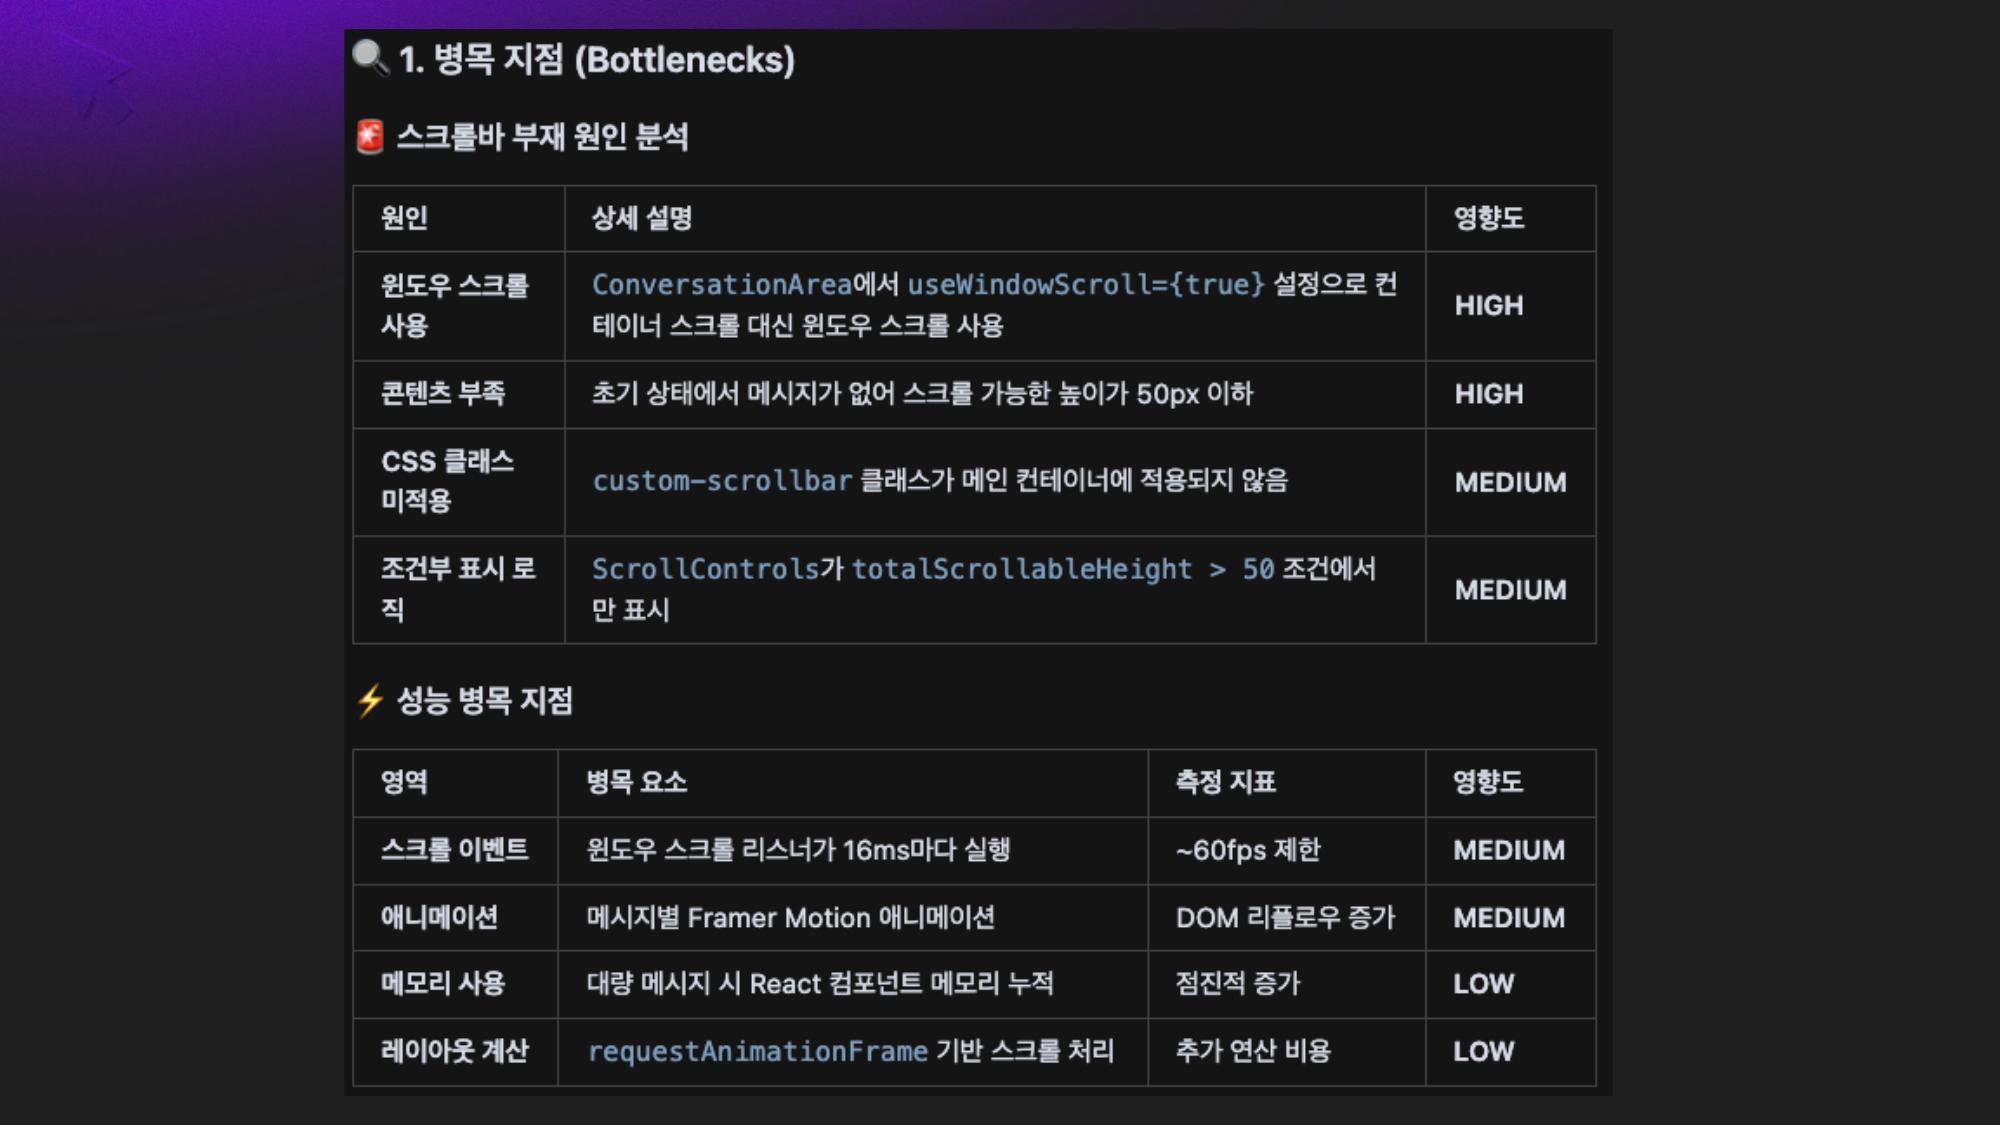 🔍 1. 병목 지점 (Bottlenecks)
🚨 스크롤바 부재 원인 분석
원인 상세 설명 영향도
윈도우 스크롤
사용
ConversationArea에서 useWindowScroll={true} 설정으로 컨
테이너 스크롤 대신 윈도우 스크롤 사용
HIGH
콘텐츠 부족 초기 상태에서 메시지가 없어 스크롤 가능한 높이가 50px 이하 HIGH
CSS 클래스
미적용
custom-scrollbar 클래스가 메인 컨테이너에 적용되지 않음
MEDIUM
조건부 표시 로
직
ScrollControls가 totalScrollableHeight > 50 조건에서
만 표시
MEDIUM
⚡ 성능 병목 지점
영역 병목 요소 측정 지표 영향도
스크롤 이벤트 윈도우 스크롤 리스너가 16ms마다 실행 ~60fps 제한 MEDIUM
애니메이션 메시지별 Framer Motion 애니메이션 DOM 리플로우 증가 MEDIUM
메모리 사용 대량 메시지 시 React 컴포넌트 메모리 누적 점진적 증가 LOW
레이아웃 계산 requestAnimationFrame 기반 스크롤 처리 추가 연산 비용 LOW